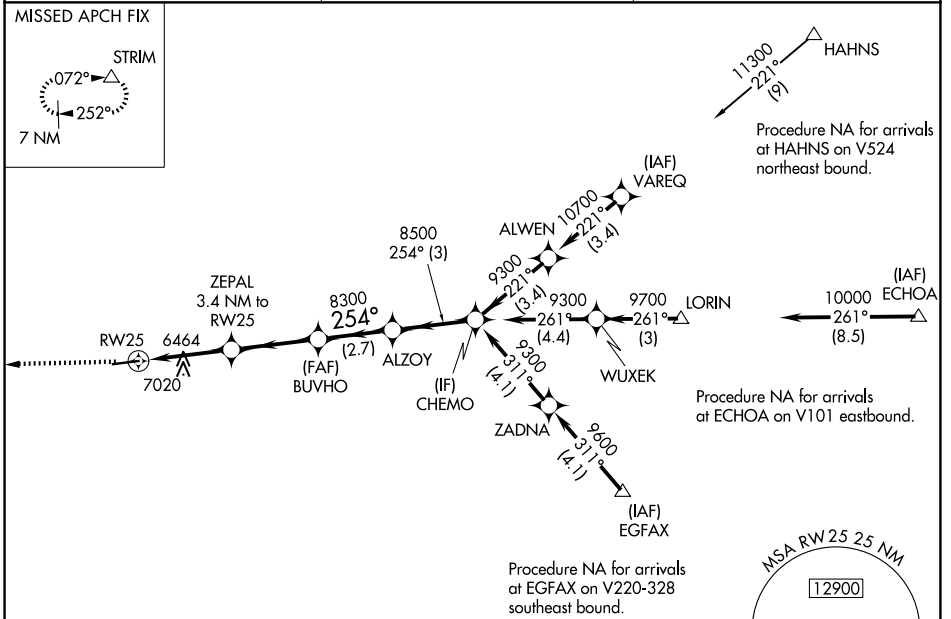 MISSED APCH FIX
STRIM
072°
252°
7 NM
HAHNS
11300
221°
(9)
Procedure NA for arrivals
at HAHNS on V524
northeast bound.
(IAF)
VAREQ
10700
221°
(3.4)
ALWEN
9300
221°
(3.4)
8500
254° (3)
ZEPAL
3.4 NM to
RW25
8300
254°
(2.7)
9300
261°
(4.4)
9700
261°
(3)
LORIN
10000
261°
(8.5)
(IAF)
ECHOA
RW25
6464
7020
(FAF)
BUVHO
ALZOY
(IF)
CHEMO
WUXEK
9300
311°
(4.1)
ZADNA
Procedure NA for arrivals
at ECHOA on V101 eastbound.
9600
311°
(4.1)
(IAF)
EGFAX
Procedure NA for arrivals
at EGFAX on V220-328
southeast bound.
MSA RW 25 25 NM
12900